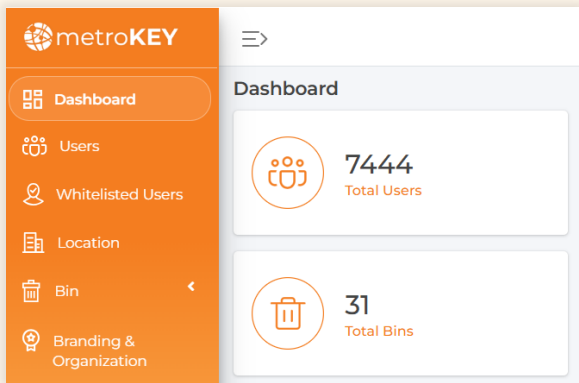 metroKEY
Dashboard
Users
Whitelisted Users
Location
Bin
Branding &
Organization
Dashboard
7444
Total Users
31
Total Bins